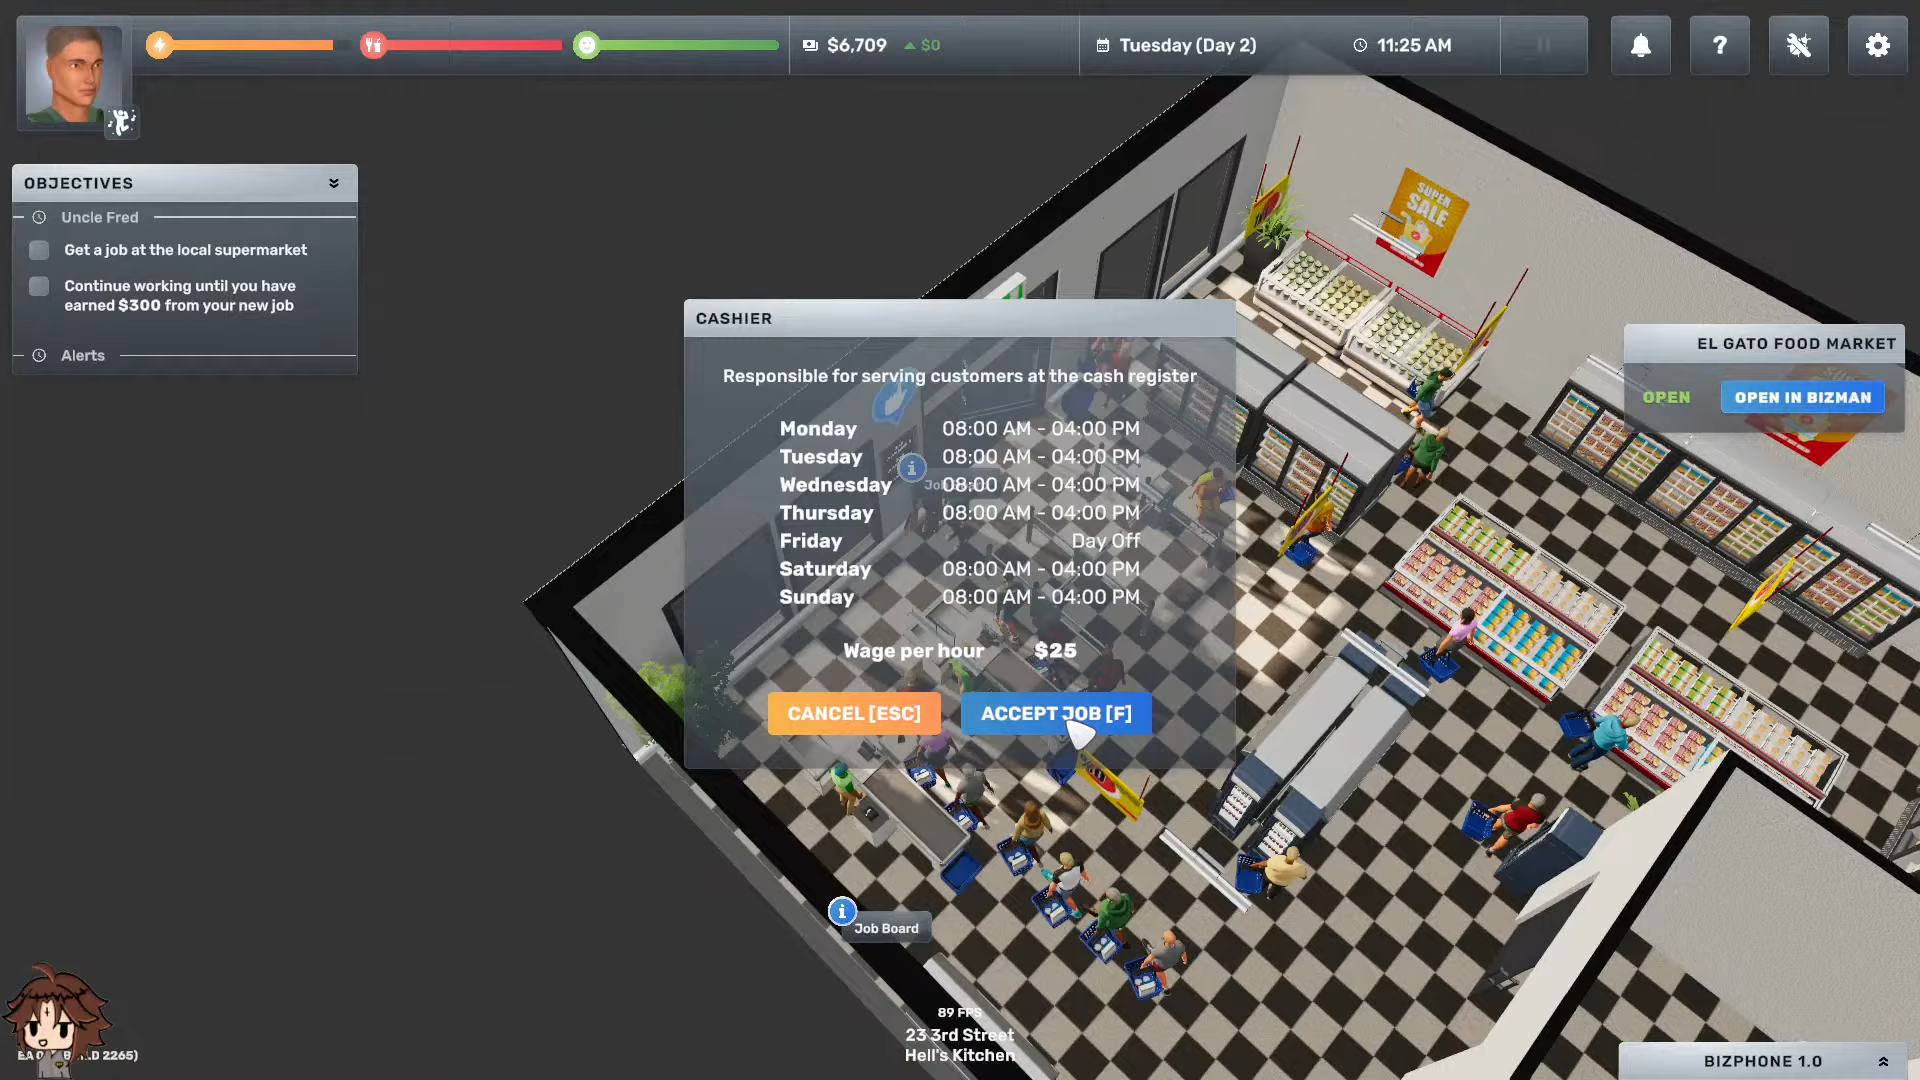 $6,709
$0
Tuesday (Day 2)
11:25 AM
?
OBJECTIVES
Uncle Fred
Get a job at the local supermarket
Continue working until you have
earned $300 from your new job
Alerts
SUPER
SALE
EL GATO FOOD MARKET
OPEN
OPEN IN BIZMAN
CASHIER
Responsible for serving customers at the cash register
Monday 08:00 AM - 04:00 PM
Tuesday 08:00 AM - 04:00 PM
Wednesday 08:00 AM - 04:00 PM
Thursday 08:00 AM - 04:00 PM
Friday Day Off
Saturday 08:00 AM - 04:00 PM
Sunday 08:00 AM - 04:00 PM
Wage per hour $25
CANCEL [ESC]
ACCEPT JOB [F]
Job Board
89 FPS
23 3rd Street
Hell's Kitchen
2265)
BIZPHONE 1.0